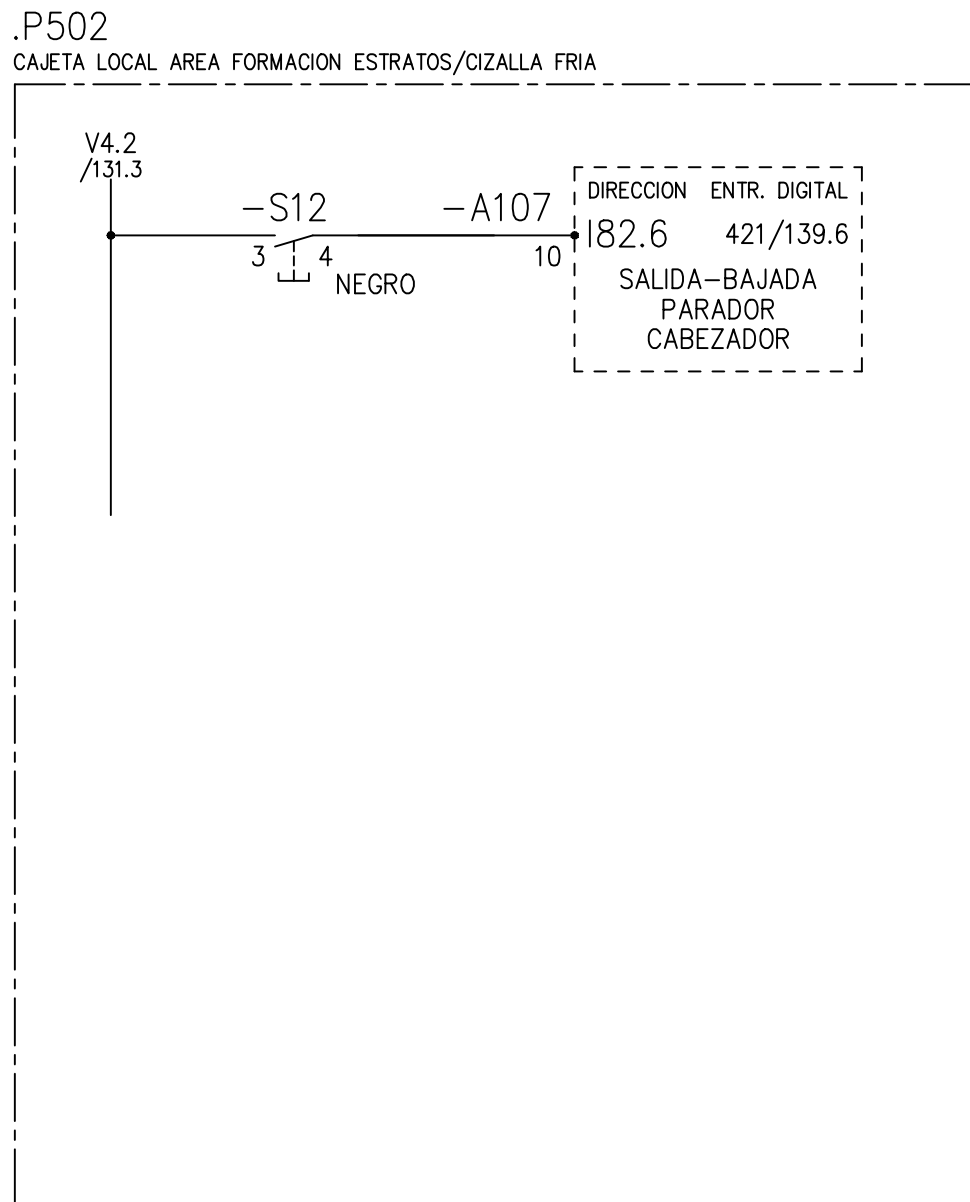 .P502
CAJETA LOCAL AREA FORMACION ESTRATOS/CIZALLA FRIA
V4.2
/131.3
-S12
-A107
DIRECCION ENTR. DIGITAL
3 4
10
I82.6 421/139.6
NEGRO
SALIDA-BAJADA
PARADOR
CABEZADOR